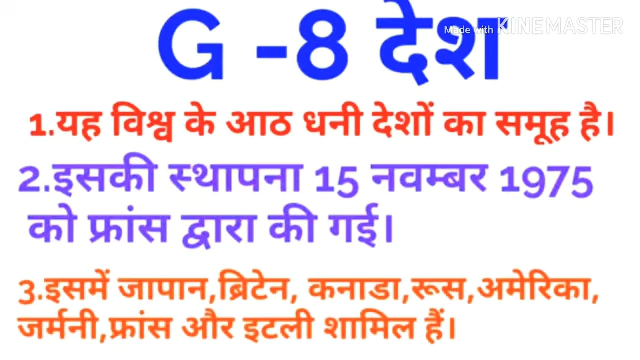 G -8 देश
Made with KINEMASTER
1.यह विश्व के आठ धनी देशों का समूह है।
2.इसकी स्थापना 15 नवम्बर 1975
को फ्रांस द्वारा की गई।
3.इसमें जापान,ब्रिटेन, कनाडा,रूस,अमेरिका,
जर्मनी,फ्रांस और इटली शामिल हैं।